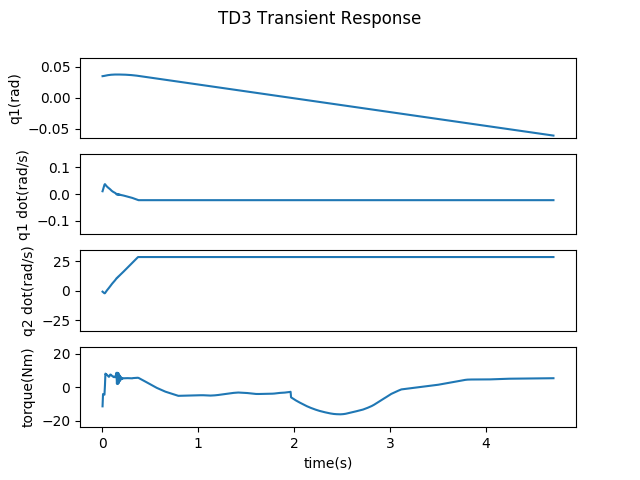 TD3 Transient Response
0.05
0.00
−0.05
q1(rad)
0.1
0.0
−0.1
q1 dot(rad/s)
25
0
−25
q2 dot(rad/s)
20
0
−20
torque(Nm)
0 1 2 3 4
time(s)